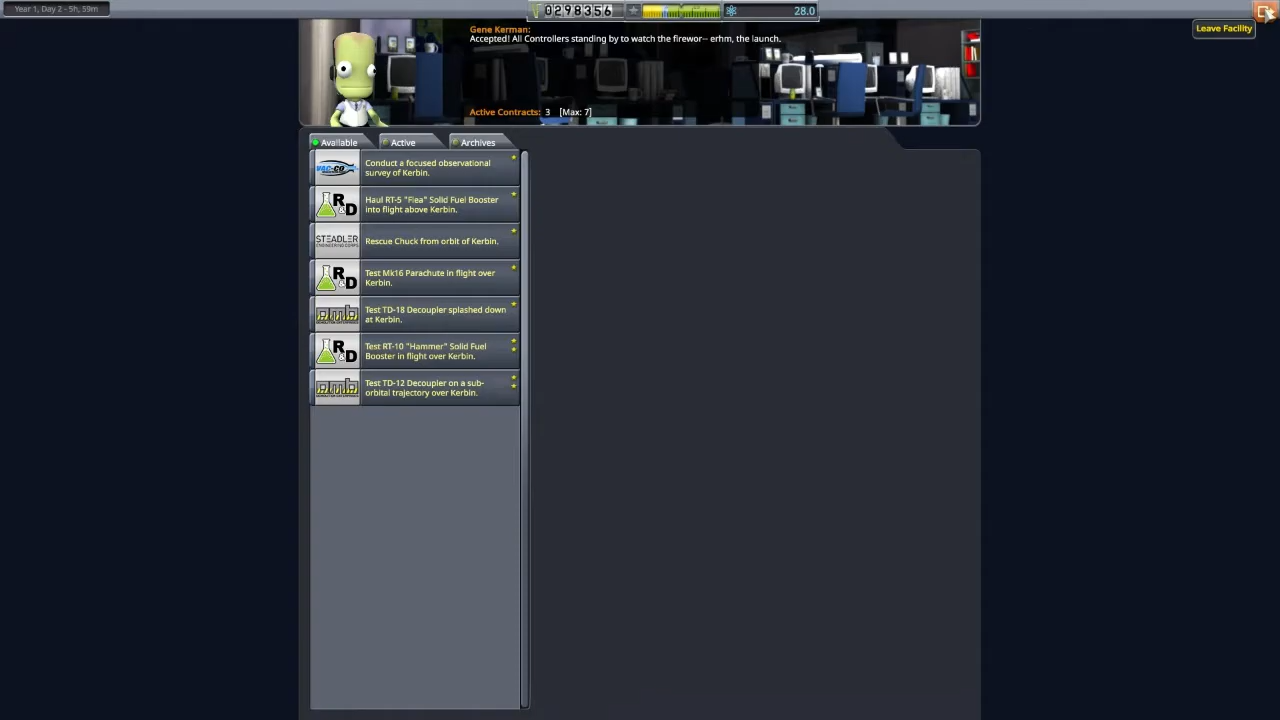 Year 1, Day 2 - 5h, 59m
0298356
28.0
Leave Facility
Gene Kerman:
Accepted! All Controllers standing by to watch the firewor-- erhm, the launch.
Active Contracts: 3 [Max: 7]
Available
Active
Archives
Conduct a focused observational
survey of Kerbin.
R&D
Haul RT-5 "Flea" Solid Fuel Booster
into flight above Kerbin.
STEADLER
ENGINEERING CORPS
Rescue Chuck from orbit of Kerbin.
R&D
Test Mk16 Parachute in flight over
Kerbin.
Test TD-18 Decoupler splashed down
at Kerbin.
R&D
Test RT-10 "Hammer" Solid Fuel
Booster in flight over Kerbin.
Test TD-12 Decoupler on a sub-
orbital trajectory over Kerbin.